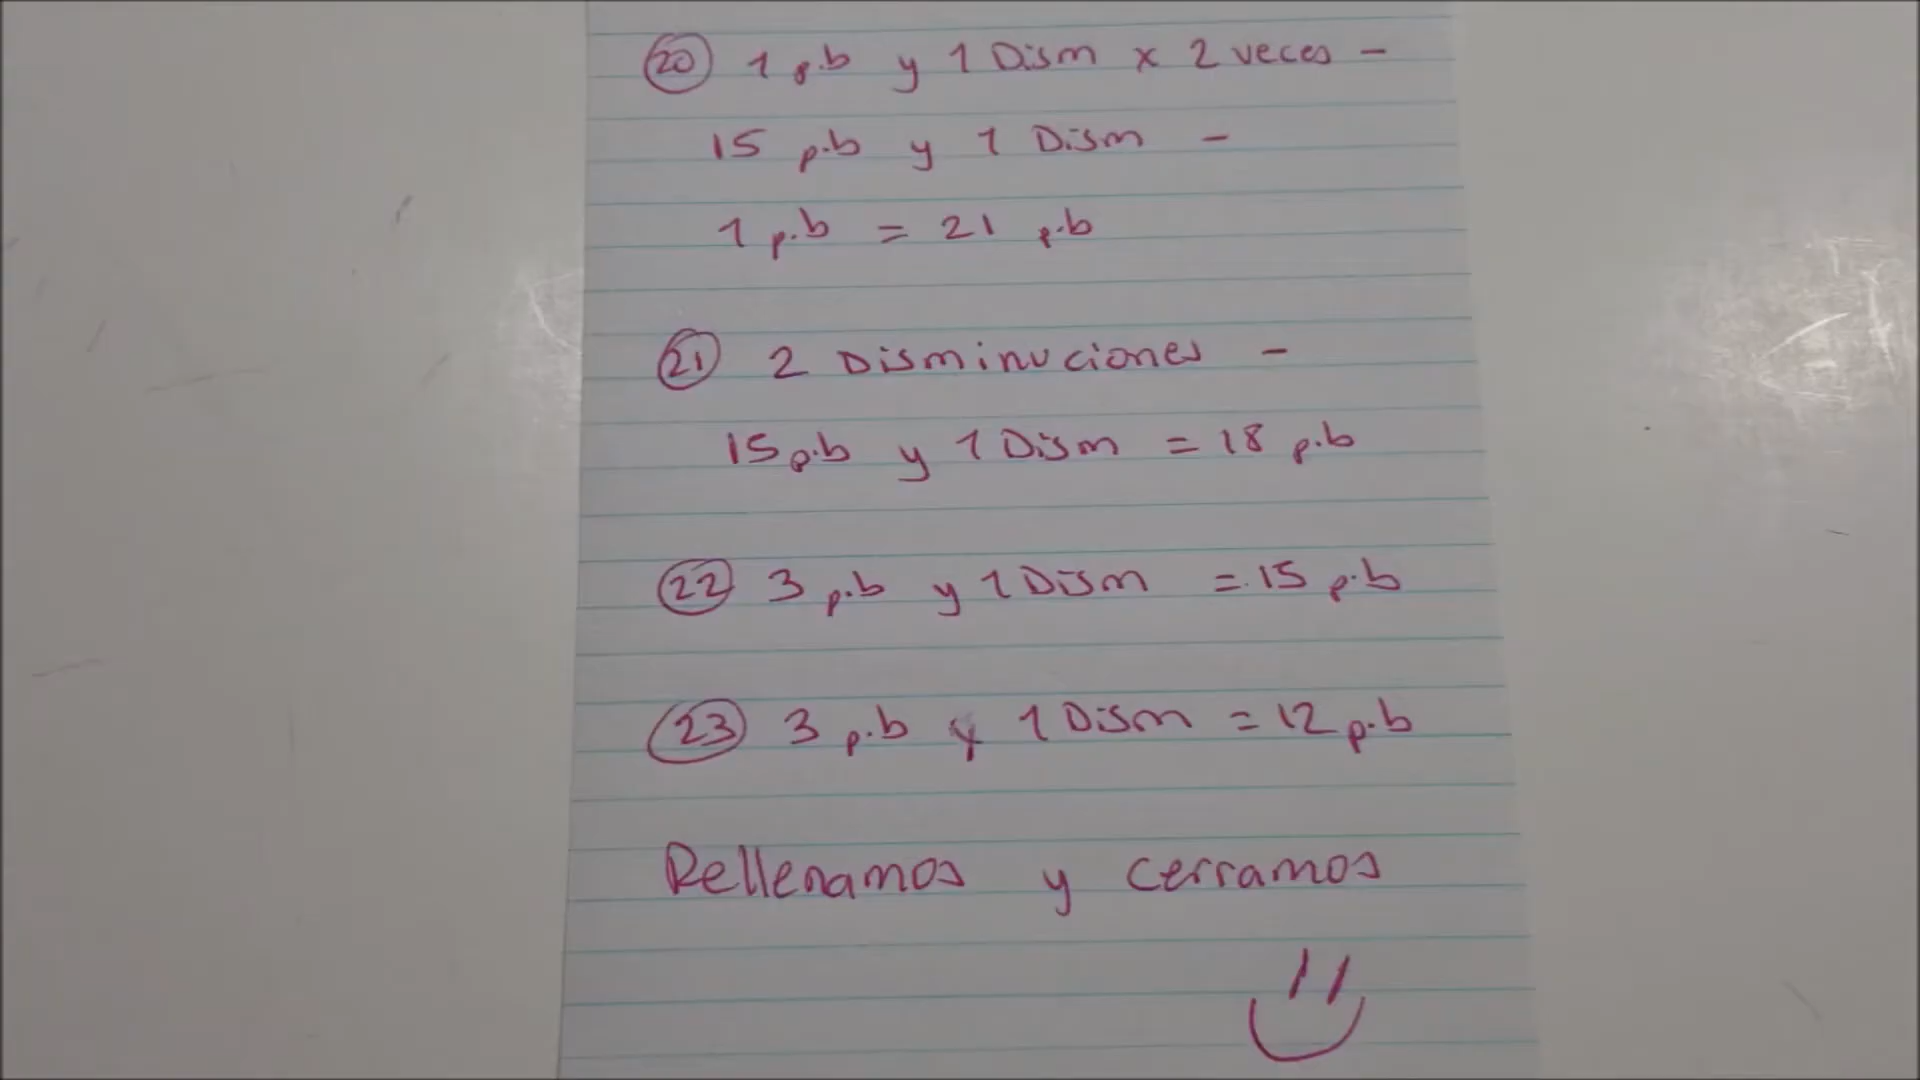 20 1 p.b y 1 Dism x 2 veces -
15 p.b y 1 Dism -
1 p.b = 21 p.b
21 2 Disminuciones -
15 p.b y 1 Dism = 18 p.b
22 3 p.b y 1 Dism = 15 p.b
23 3 p.b y 1 Dism = 12 p.b
Rellenamos y cerramos